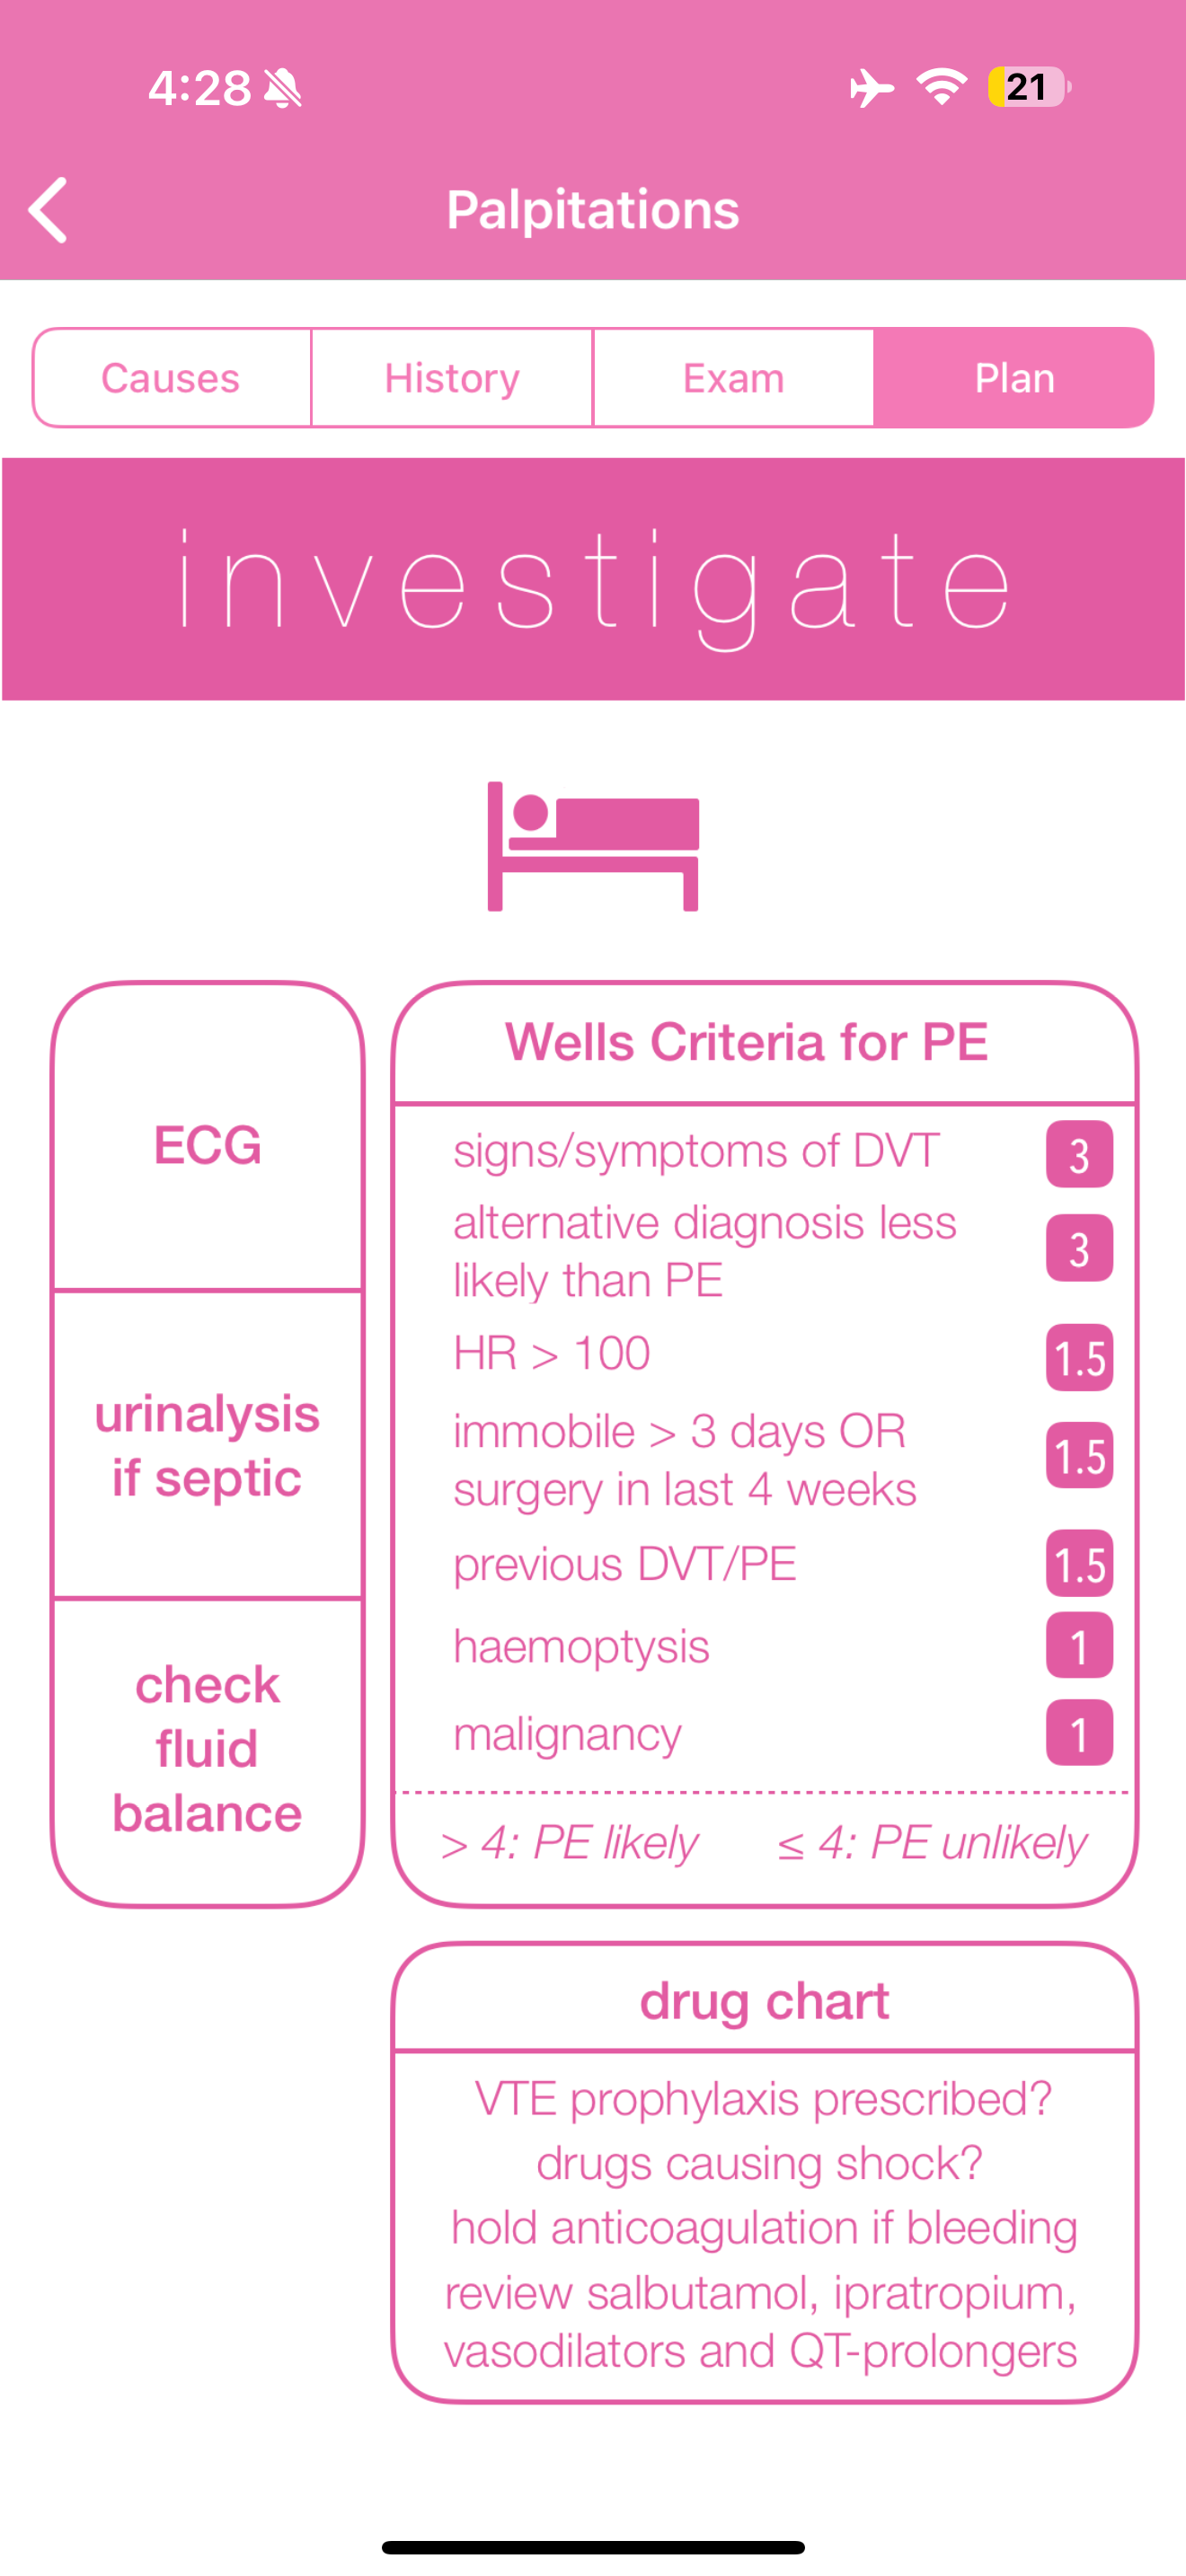 4:28
21
Palpitations
Causes
History
Exam
Plan
investigate
ECG
urinalysis
if septic
check
fluid
balance
Wells Criteria for PE
signs/symptoms of DVT 3
alternative diagnosis less
likely than PE 3
HR > 100 1.5
immobile > 3 days OR
surgery in last 4 weeks 1.5
previous DVT/PE 1.5
haemoptysis 1
malignancy 1
> 4: PE likely ≤ 4: PE unlikely
drug chart
VTE prophylaxis prescribed?
drugs causing shock?
hold anticoagulation if bleeding
review salbutamol, ipratropium,
vasodilators and QT-prolongers